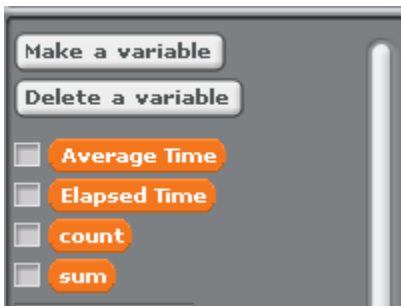 Make a variable
Delete a variable
Average Time
Elapsed Time
count
sum